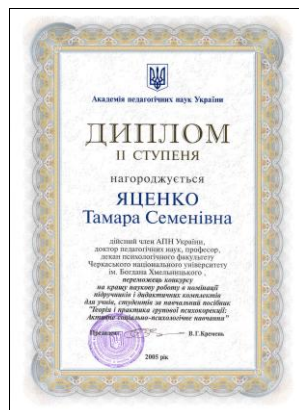 Академія педагогічних наук України
ДИПЛОМ
ІІ СТУПЕНЯ
нагороджується
ЯЦЕНКО
Тамара Семенівна
дійсний член АПН України,
доктор педагогічних наук, професор,
декан психологічного факультету
Черкаського національного університету
ім. Богдана Хмельницького ,
переможець конкурсу
на кращу наукову роботу в номінації
підручників і дидактичних комплектів
для учнів, студентів за навчальний посібник
"Теорія і практика групової психокорекції:
Активне соціально-психологічне навчання"
Президент В. Г. Кремень
2005 рік